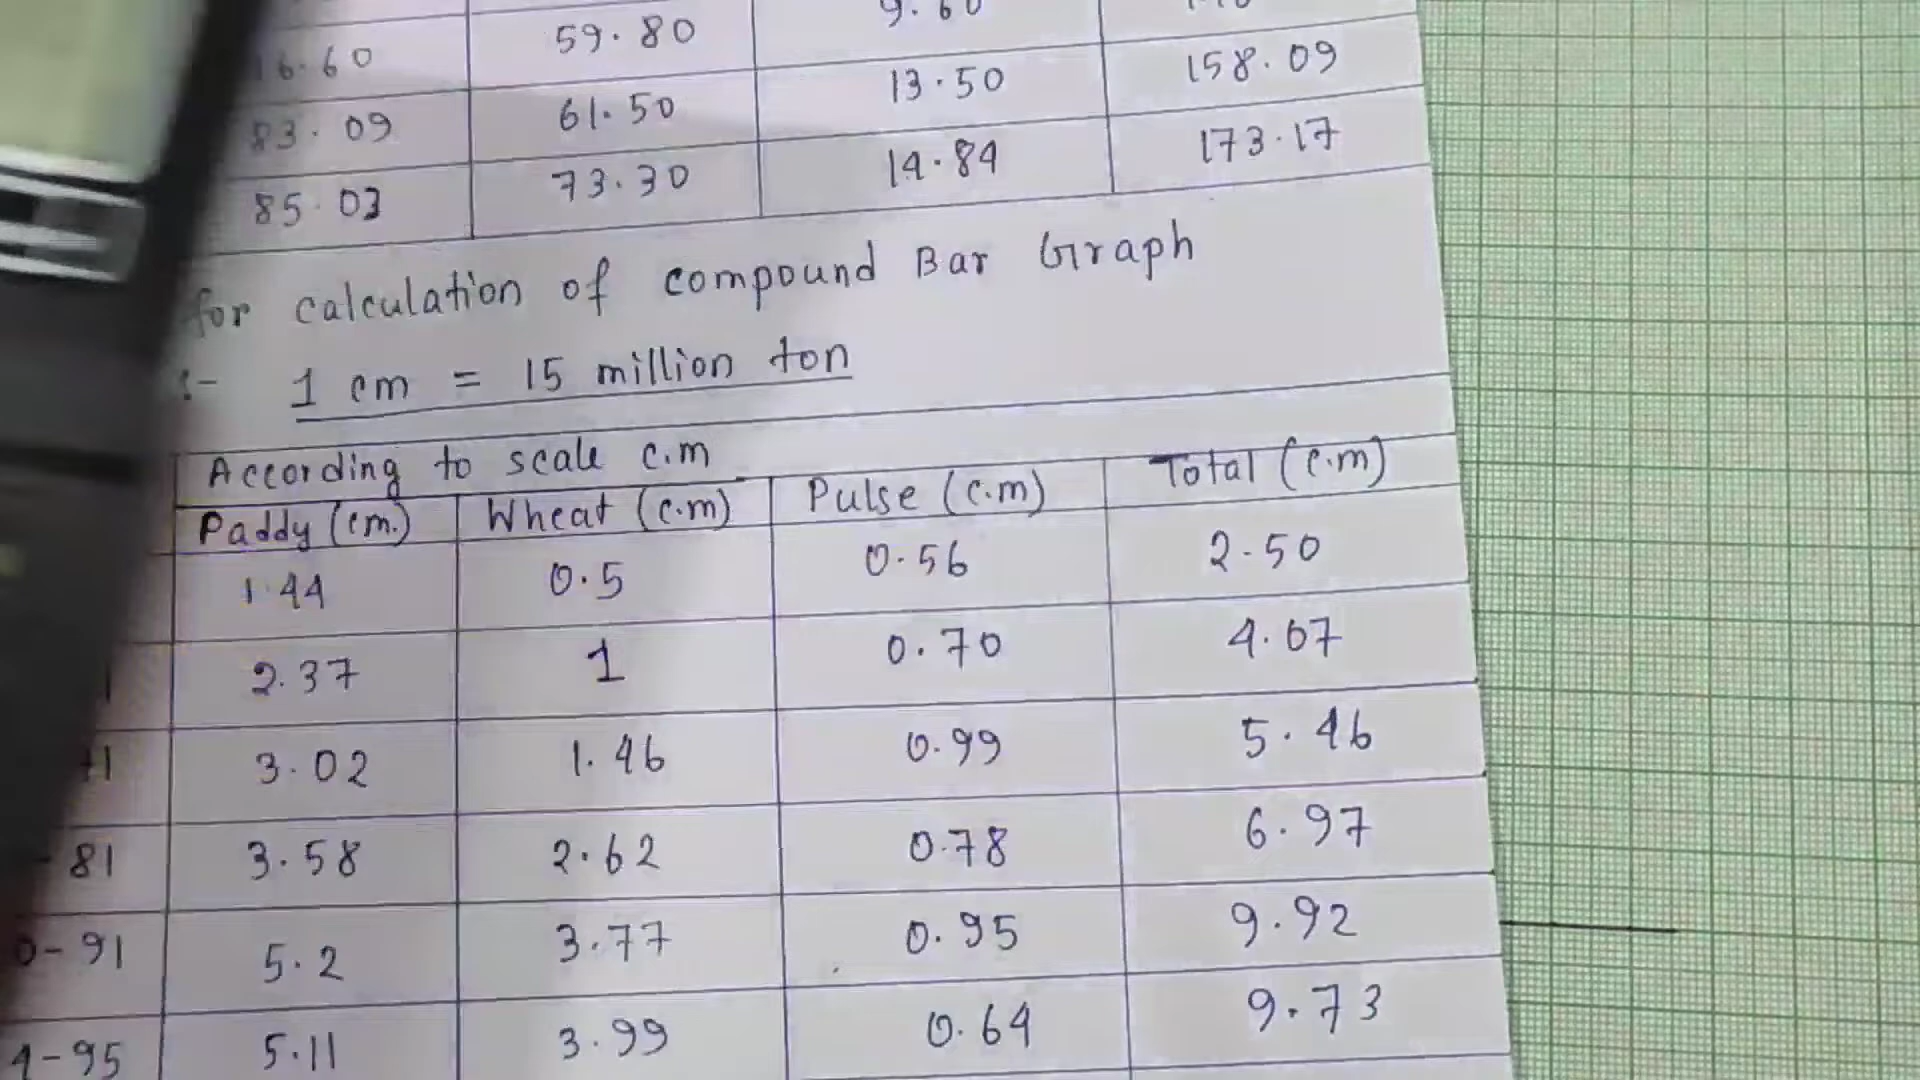 59.80 9.60
6.60
83.09 61.50 13.50 158.09
85.03 73.30 14.84 173.17
for calculation of compound Bar Graph
:- 1 cm = 15 million ton
According to scale c.m
Paddy (cm.) Wheat (c.m) Pulse (c.m) Total (c.m)
1.44 0.5 0.56 2.50
2.37 1 0.70 4.07
3.02 1.46 0.99 5.46
81 3.58 2.62 0.78 6.97
0-91 5.2 3.77 0.95 9.92
4-95 5.11 3.99 0.64 9.73